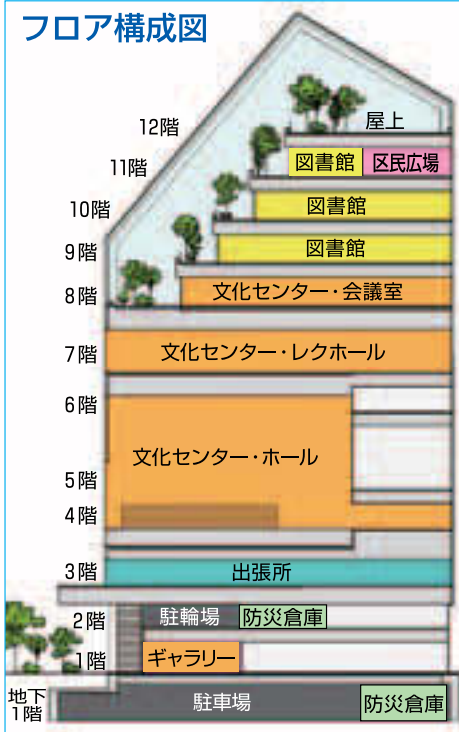 フロア構成図
12階
屋上
11階
図書館
区民広場
10階
図書館
9階
図書館
8階
文化センター・会議室
7階
文化センター・レクホール
6階
文化センター・ホール
5階
4階
3階
出張所
2階
駐輪場
防災倉庫
1階
ギャラリー
地下
1階
駐車場
防災倉庫